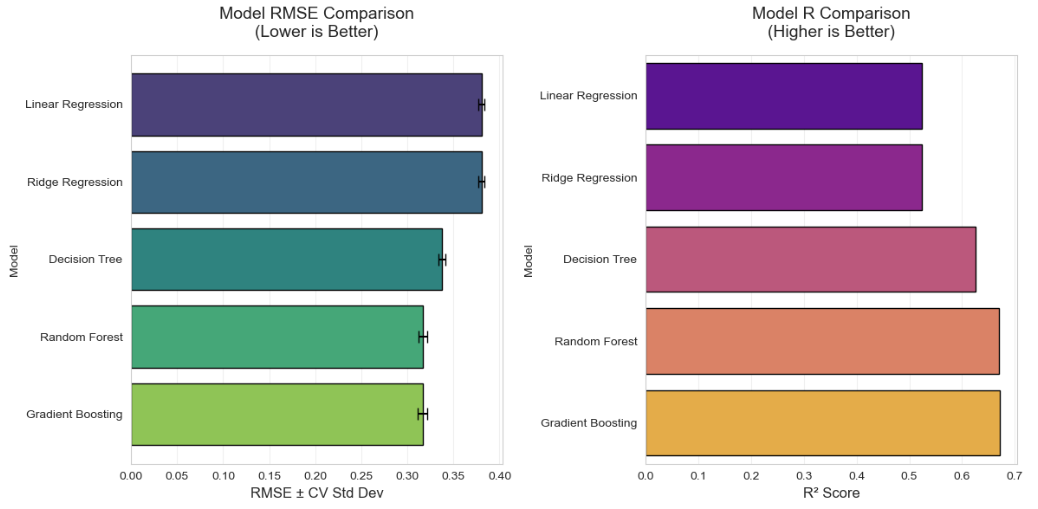 Model RMSE Comparison
(Lower is Better)
Linear Regression
Ridge Regression
Decision Tree
Random Forest
Gradient Boosting
Model
0.00 0.05 0.10 0.15 0.20 0.25 0.30 0.35 0.40
RMSE ± CV Std Dev
Model R Comparison
(Higher is Better)
Linear Regression
Ridge Regression
Decision Tree
Random Forest
Gradient Boosting
Model
0.0 0.1 0.2 0.3 0.4 0.5 0.6 0.7
R² Score